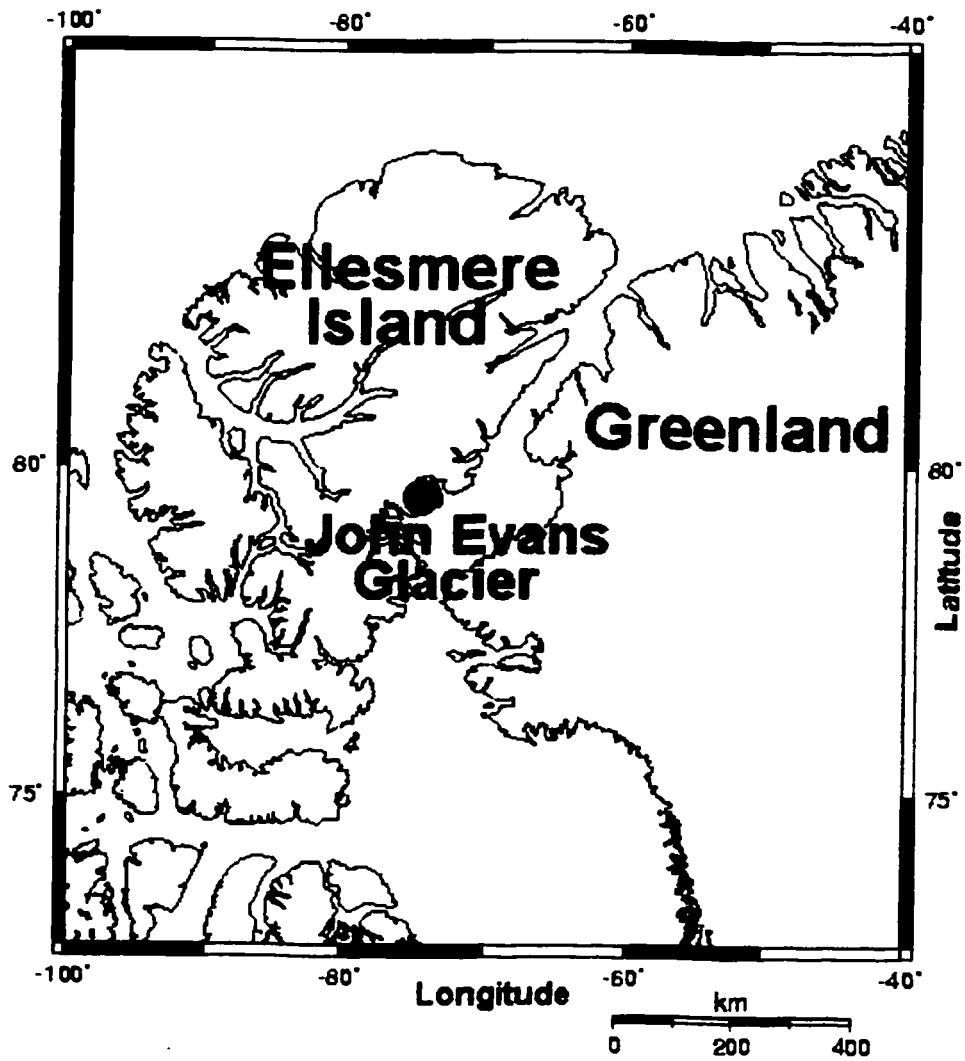 -100° -80° -60° -40°
Ellesmere
Island
Greenland
80° 80°
John Evans
Glacier
Latitude
75° 75°
-100° -80° -60° -40°
Longitude
km
0 200 400